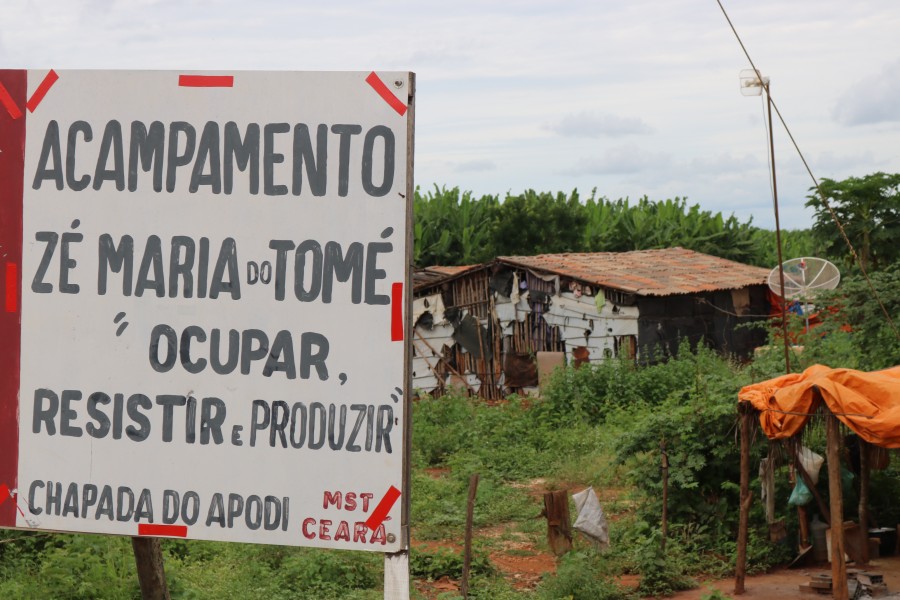 ACAMPAMENTO
ZÉ MARIA DO TOMÉ
"OCUPAR,
RESISTIR E PRODUZIR"
CHAPADA DO APODI
MST
CEARÁ